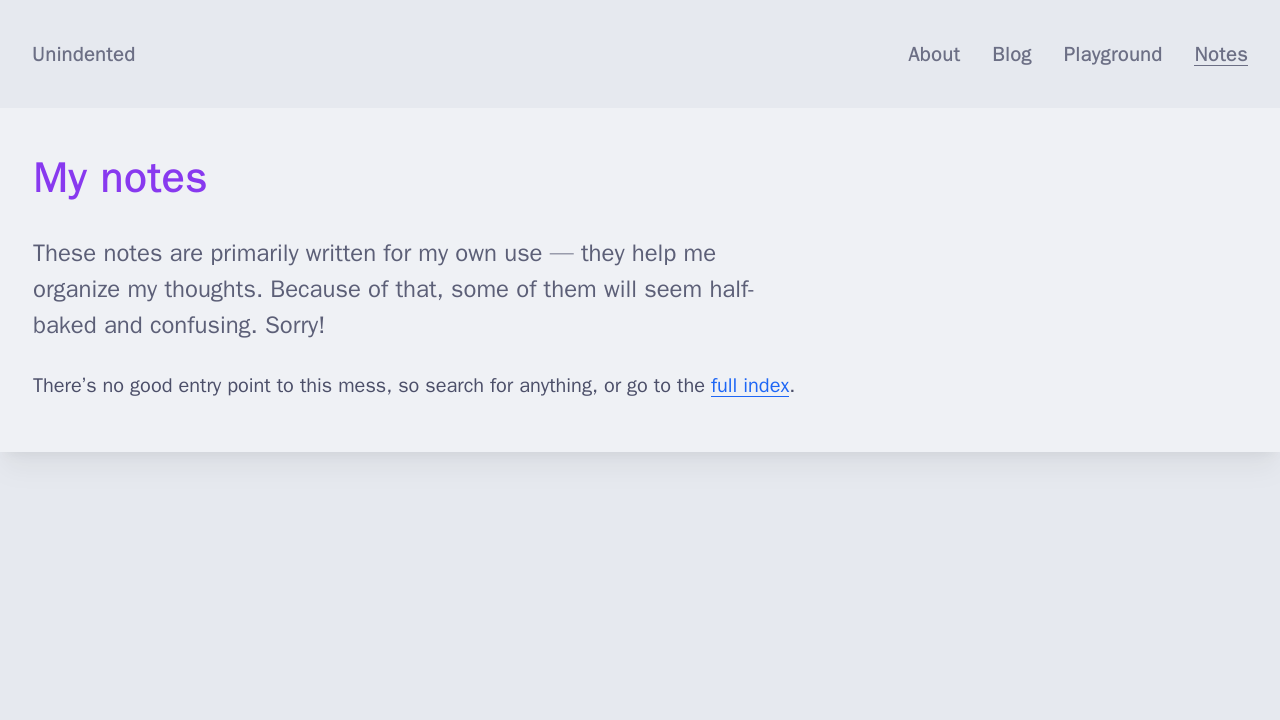 Unindented
About
Blog
Playground
Notes
My notes
These notes are primarily written for my own use — they help me
organize my thoughts. Because of that, some of them will seem half-
baked and confusing. Sorry!
There’s no good entry point to this mess, so search for anything, or go to the full index.